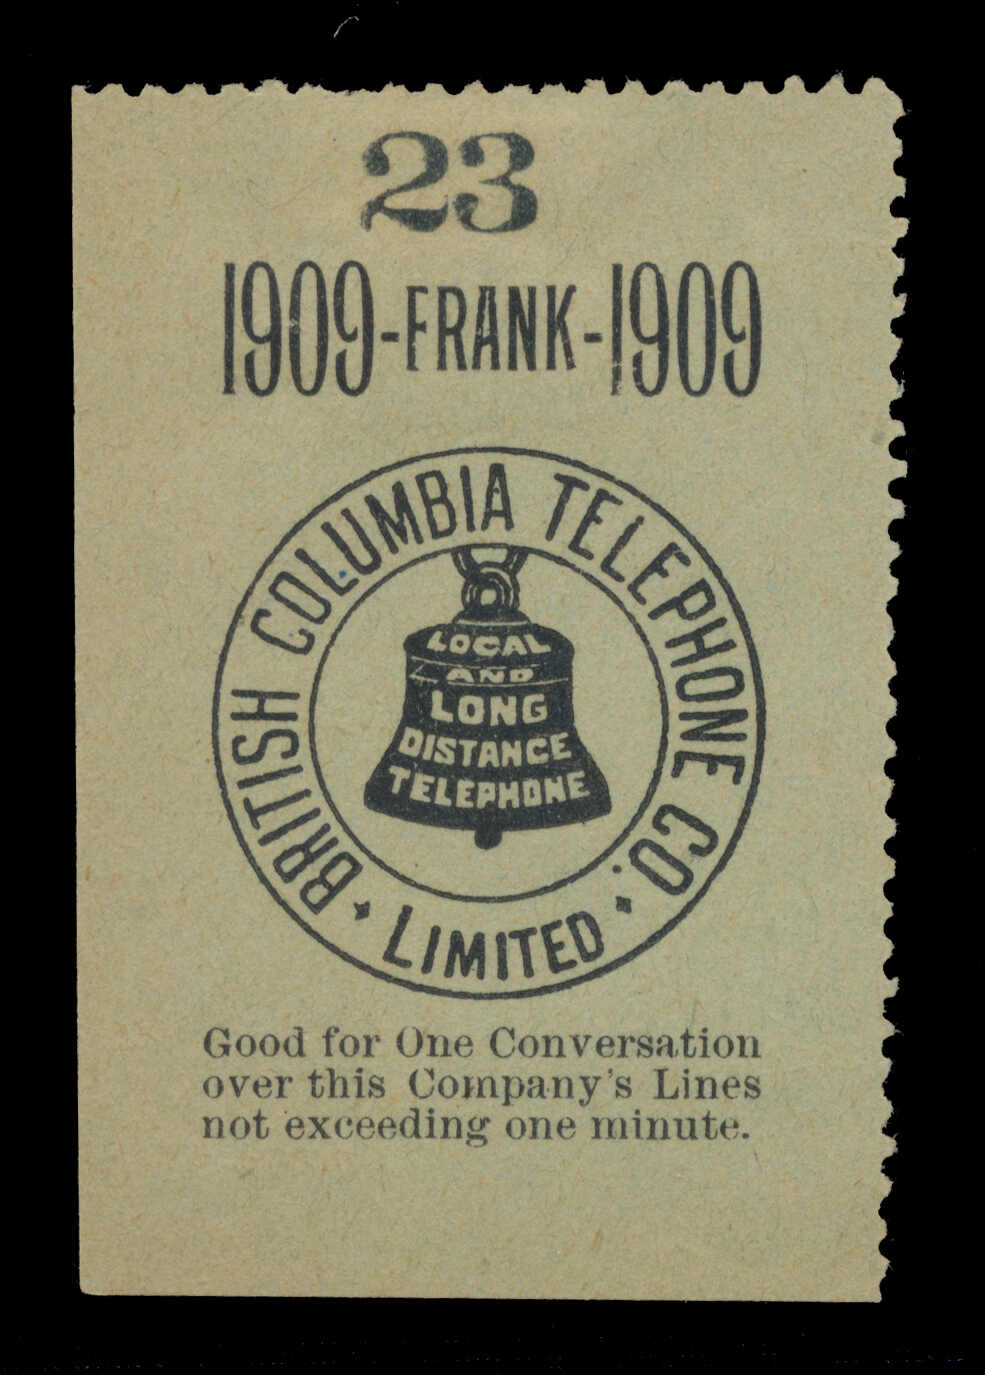 23
1909-FRANK-1909
BRITISH COLUMBIA TELEPHONE CO.
LIMITED
LOCAL
AND
LONG
DISTANCE
TELEPHONE
Good for One Conversation
over this Company's Lines
not exceeding one minute.